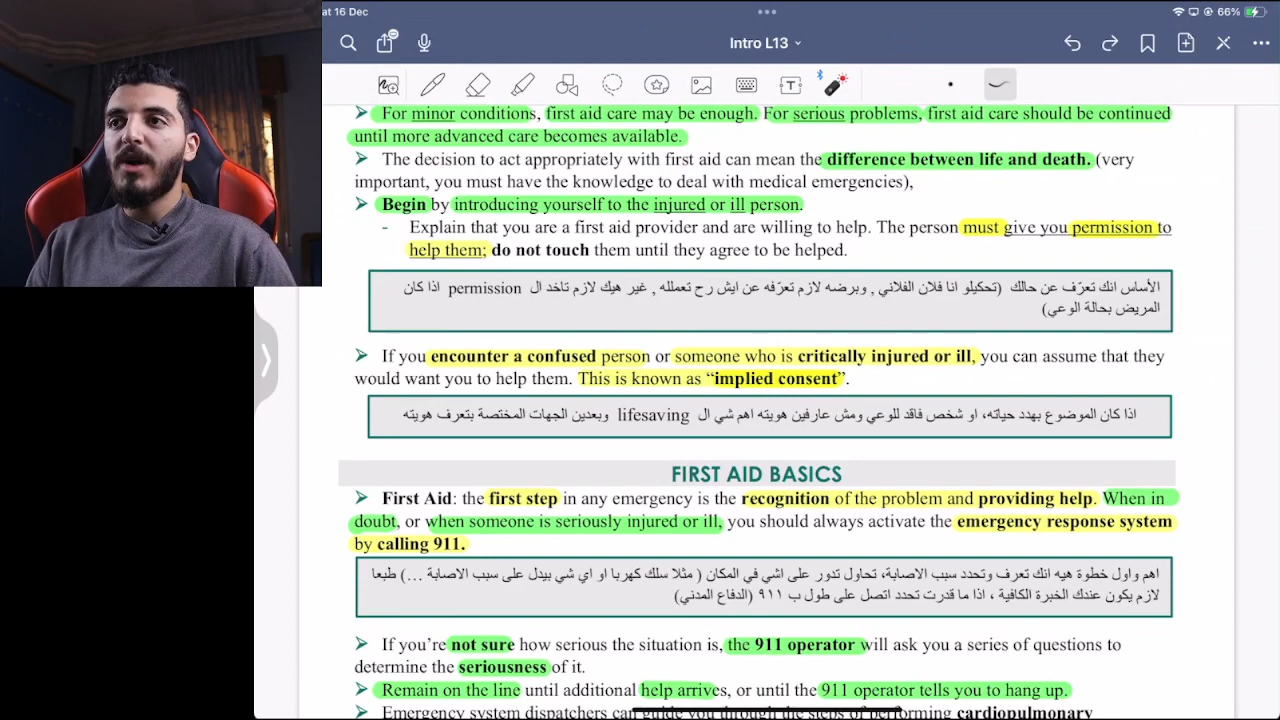 at 16 Dec
66%
Intro L13
➢ For minor conditions, first aid care may be enough. For serious problems, first aid care should be continued
until more advanced care becomes available.
➢ The decision to act appropriately with first aid can mean the difference between life and death. (very
important, you must have the knowledge to deal with medical emergencies),
➢ Begin by introducing yourself to the injured or ill person.
- Explain that you are a first aid provider and are willing to help. The person must give you permission to
help them; do not touch them until they agree to be helped.
الأساس انك تعرّف عن حالك (تحكيلو انا فلان الفلاني , وبرضه لازم تعرّفه عن ايش رح تعمله , غير هيك لازم تاخد ال permission اذا كان
المريض بحالة الوعي)
➢ If you encounter a confused person or someone who is critically injured or ill, you can assume that they
would want you to help them. This is known as “implied consent”.
اذا كان الموضوع بهدد حياته، او شخص فاقد للوعي ومش عارفين هويته اهم شي ال lifesaving وبعدين الجهات المختصة بتعرف هويته
FIRST AID BASICS
➢ First Aid: the first step in any emergency is the recognition of the problem and providing help. When in
doubt, or when someone is seriously injured or ill, you should always activate the emergency response system
by calling 911.
اهم واول خطوة هيه انك تعرف وتحدد سبب الاصابة، تحاول تدور على اشي في المكان ( مثلا سلك كهربا او اي شي بيدل على سبب الاصابة ...) طبعا
لازم يكون عندك الخبرة الكافية ، اذا ما قدرت تحدد اتصل على طول ب ٩١١ (الدفاع المدني)
➢ If you’re not sure how serious the situation is, the 911 operator will ask you a series of questions to
determine the seriousness of it.
➢ Remain on the line until additional help arrives, or until the 911 operator tells you to hang up.
➢ Emergency system dispatchers can guide you through the steps of performing cardiopulmonary